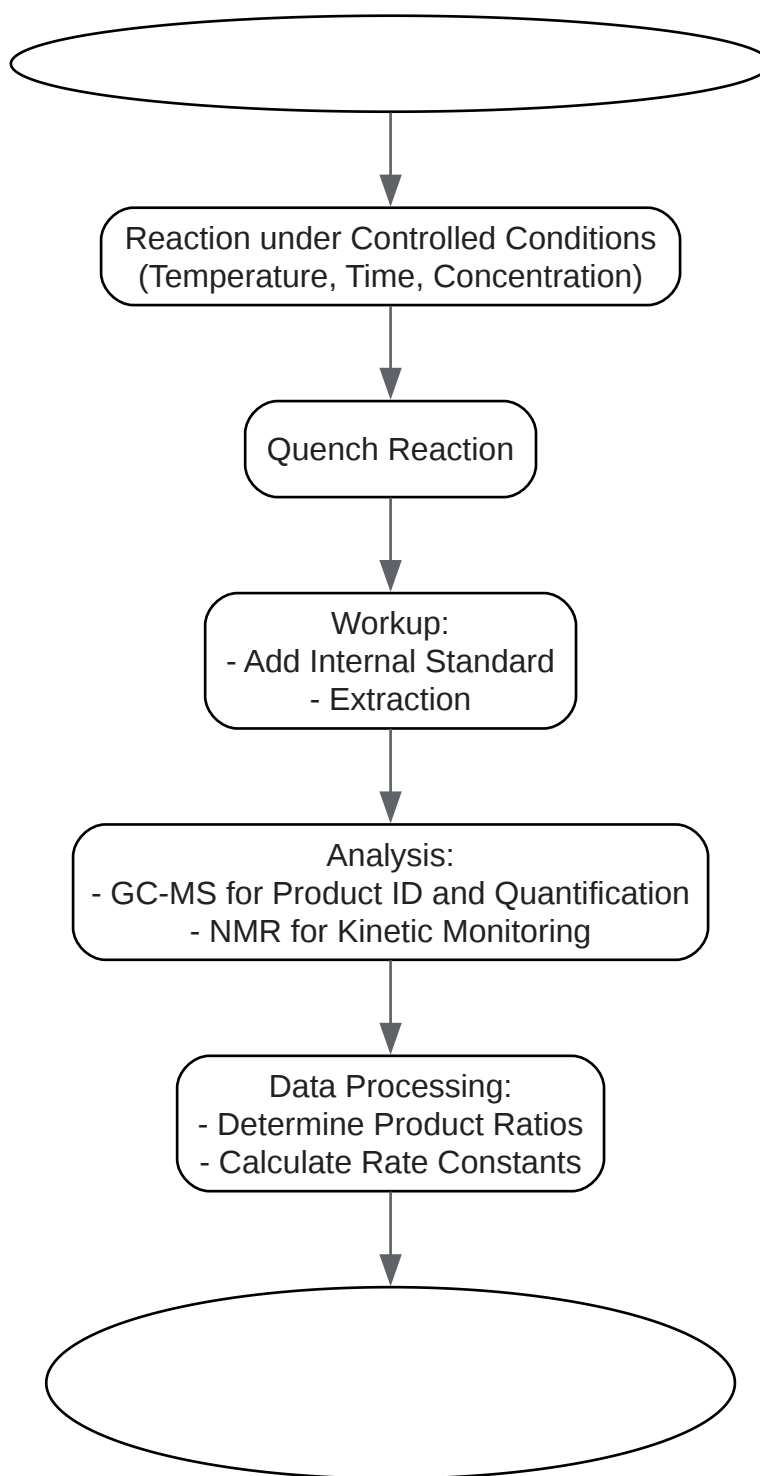 Reaction under Controlled Conditions
(Temperature, Time, Concentration)
Quench Reaction
Workup:
- Add Internal Standard
- Extraction
Analysis:
- GC-MS for Product ID and Quantification
- NMR for Kinetic Monitoring
Data Processing:
- Determine Product Ratios
- Calculate Rate Constants